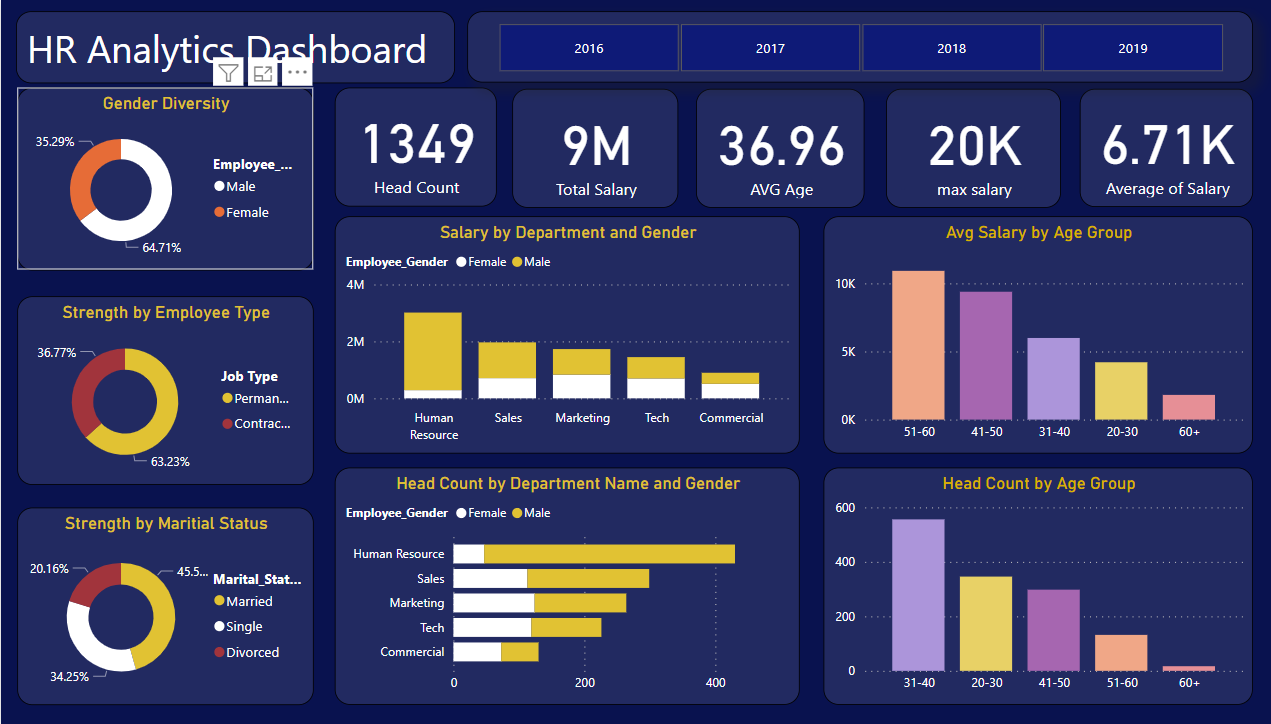 HR Analytics Dashboard
2016
2017
2018
2019
Gender Diversity
35.29%
64.71%
Employee_...
Male
Female
1349
Head Count
9M
Total Salary
36.96
AVG Age
20K
max salary
6.71K
Average of Salary
Strength by Employee Type
36.77%
63.23%
Job Type
Perman...
Contrac...
Strength by Maritial Status
20.16%
45.5...
34.25%
Marital_Stat...
Married
Single
Divorced
Salary by Department and Gender
Employee_Gender Female Male
4M
2M
0M
Human
Resource
Sales
Marketing
Tech
Commercial
Avg Salary by Age Group
10K
5K
0K
51-60
41-50
31-40
20-30
60+
Head Count by Department Name and Gender
Employee_Gender Female Male
Human Resource
Sales
Marketing
Tech
Commercial
0
200
400
Head Count by Age Group
600
400
200
0
31-40
20-30
41-50
51-60
60+